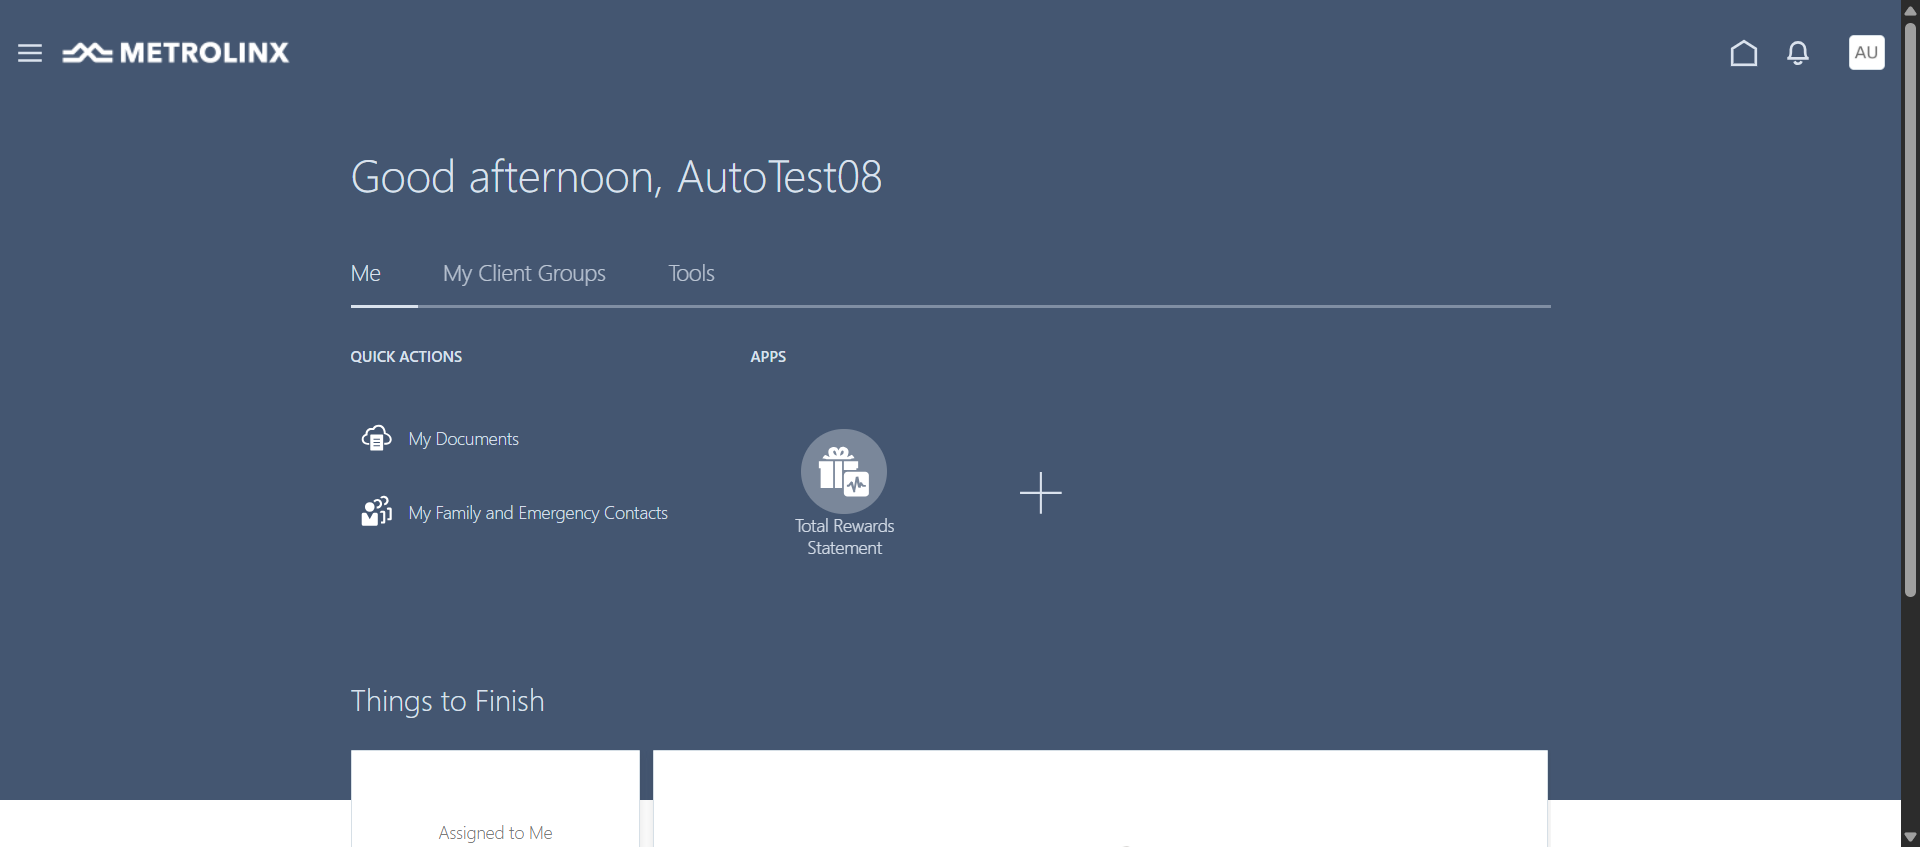 METROLINX
AU
Good afternoon, AutoTest08
Me
My Client Groups
Tools
QUICK ACTIONS
APPS
My Documents
My Family and Emergency Contacts
Total Rewards
Statement
Things to Finish
Assigned to Me